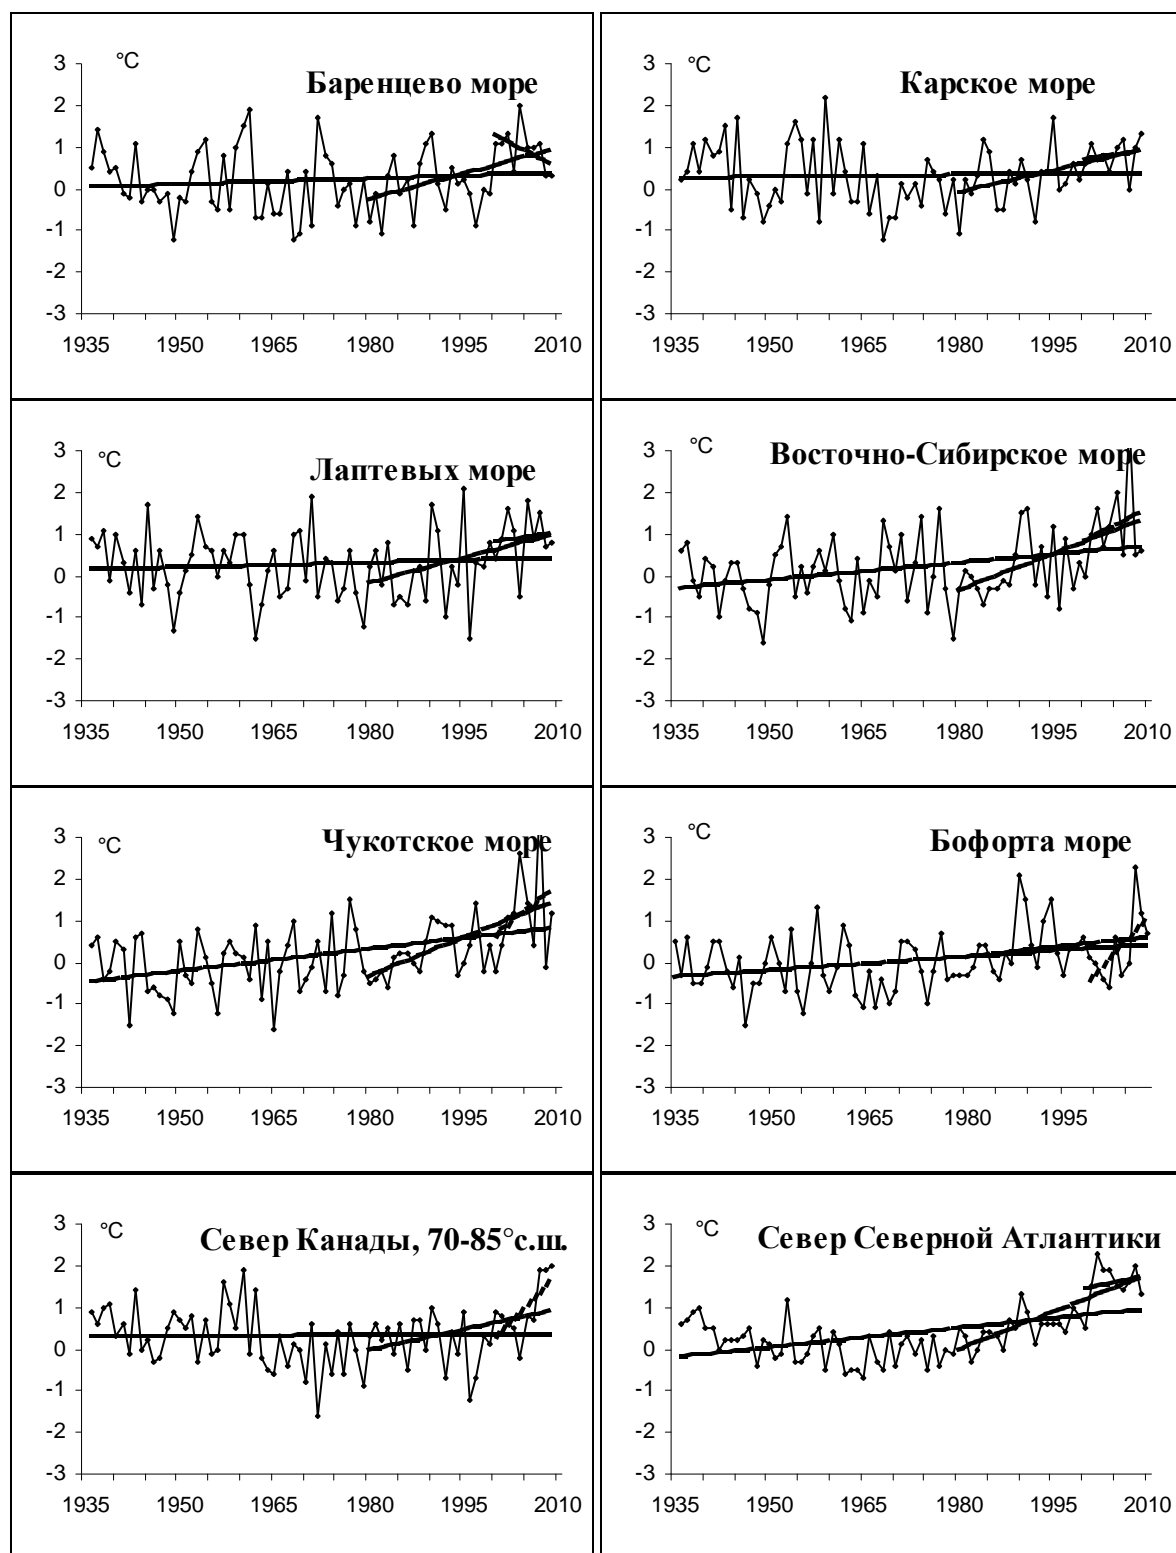 °C
Баренцево море
3
2
1
0
-1
-2
-3
1935 1950 1965 1980 1995 2010
°C
Карское море
3
2
1
0
-1
-2
-3
1935 1950 1965 1980 1995 2010
°C
Лаптевых море
3
2
1
0
-1
-2
-3
1935 1950 1965 1980 1995 2010
°C
Восточно-Сибирское море
3
2
1
0
-1
-2
-3
1935 1950 1965 1980 1995 2010
°C
Чукотское море
3
2
1
0
-1
-2
-3
1935 1950 1965 1980 1995 2010
°C
Бофорта море
3
2
1
0
-1
-2
-3
1935 1950 1965 1980 1995
°C
Север Канады, 70-85°с.ш.
3
2
1
0
-1
-2
-3
1935 1950 1965 1980 1995 2010
°C
Север Северной Атлантики
3
2
1
0
-1
-2
-3
1935 1950 1965 1980 1995 2010